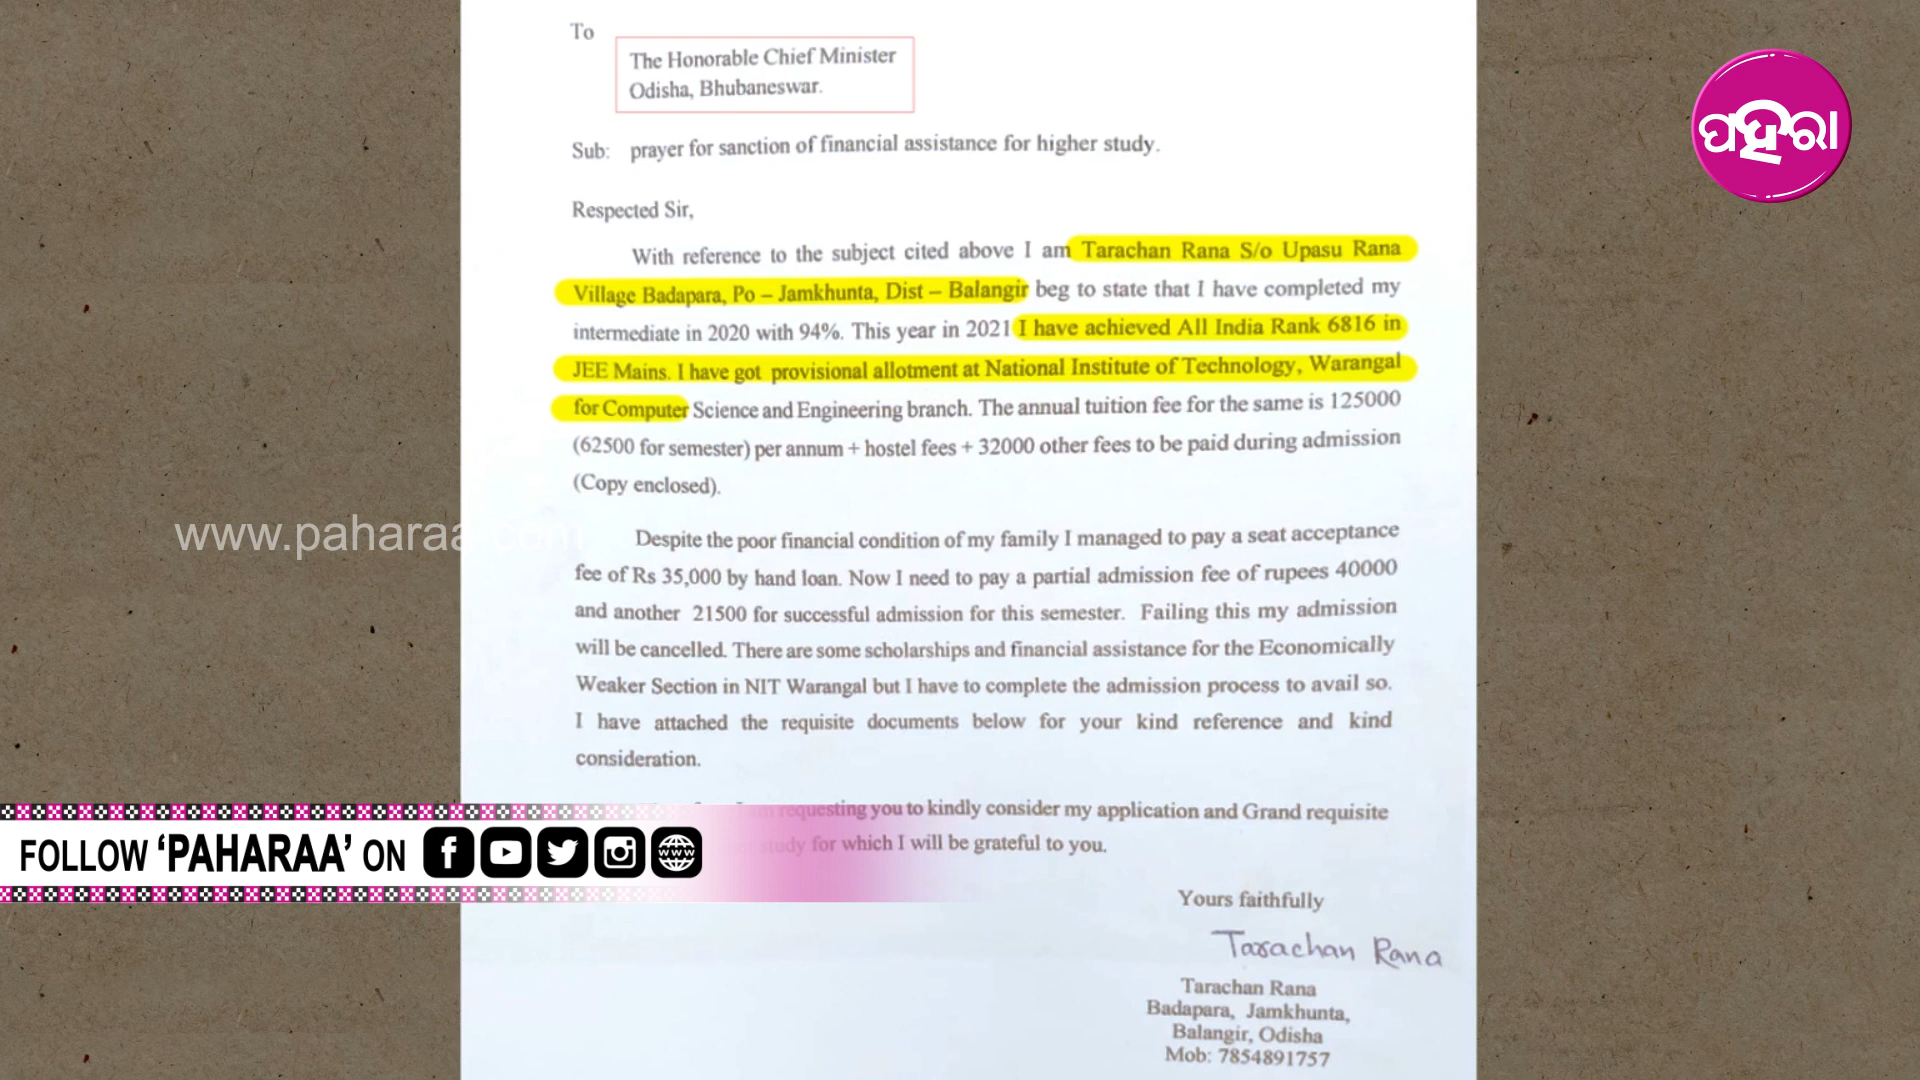 To
The Honorable Chief Minister
Odisha, Bhubaneswar.
ପହରା
Sub: prayer for sanction of financial assistance for higher study.
Respected Sir,
With reference to the subject cited above I am Tarachan Rana S/o Upasu Rana
Village Badapara, Po – Jamkhunta, Dist – Balangir beg to state that I have completed my
intermediate in 2020 with 94%. This year in 2021 I have achieved All India Rank 6816 in
JEE Mains. I have got provisional allotment at National Institute of Technology, Warangal
for Computer Science and Engineering branch. The annual tuition fee for the same is 125000
(62500 for semester) per annum + hostel fees + 32000 other fees to be paid during admission
(Copy enclosed).
www.paharaa.com
Despite the poor financial condition of my family I managed to pay a seat acceptance
fee of Rs 35,000 by hand loan. Now I need to pay a partial admission fee of rupees 40000
and another 21500 for successful admission for this semester. Failing this my admission
will be cancelled. There are some scholarships and financial assistance for the Economically
Weaker Section in NIT Warangal but I have to complete the admission process to avail so.
I have attached the requisite documents below for your kind reference and kind
consideration.
requesting you to kindly consider my application and Grand requisite
study for which I will be grateful to you.
FOLLOW ‘PAHARAA’ ON
www
Yours faithfully
Tarachan Rana
Tarachan Rana
Badapara, Jamkhunta,
Balangir, Odisha
Mob: 7854891757